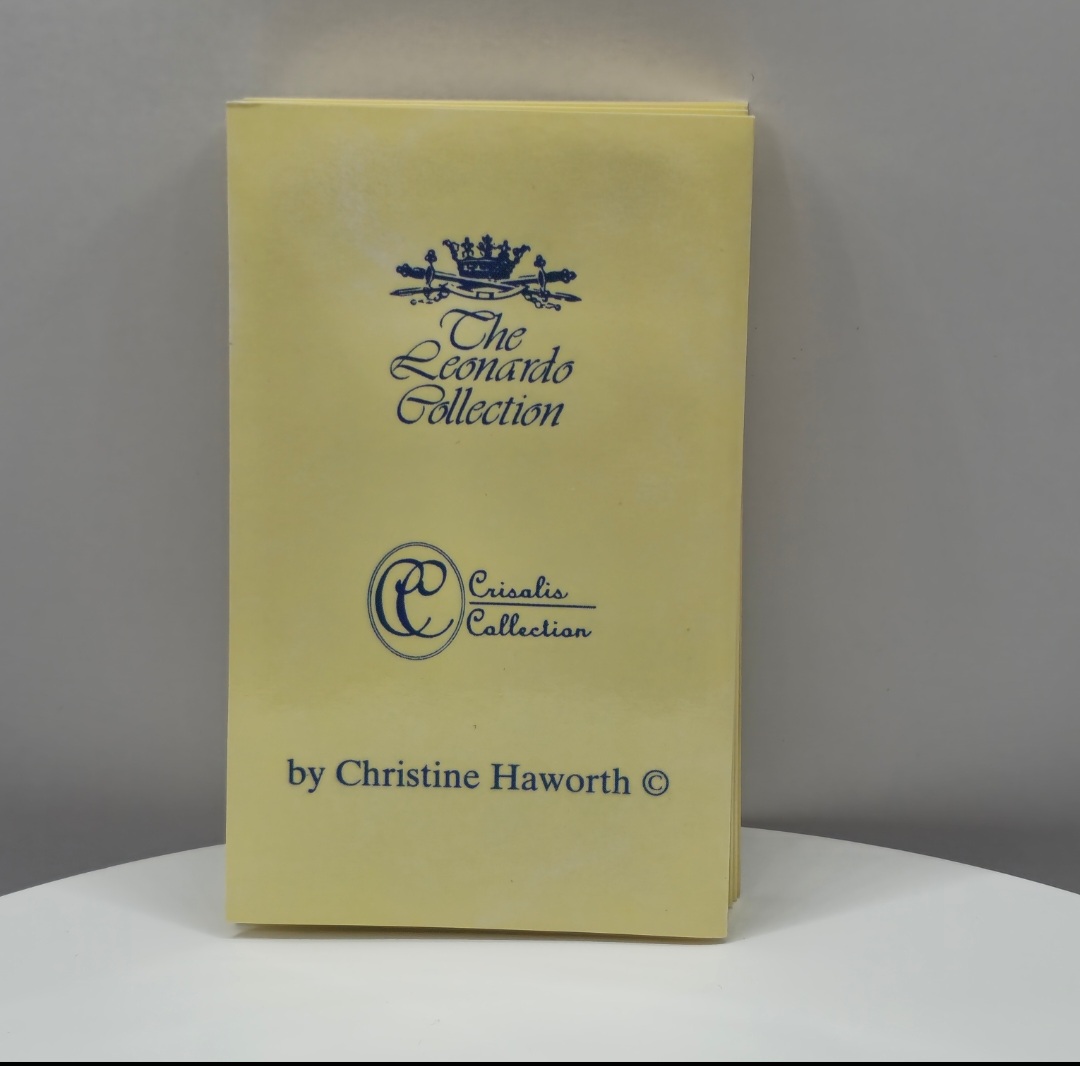 The
Leonardo
Collection
CC
Crisalis
Collection
by Christine Haworth ©